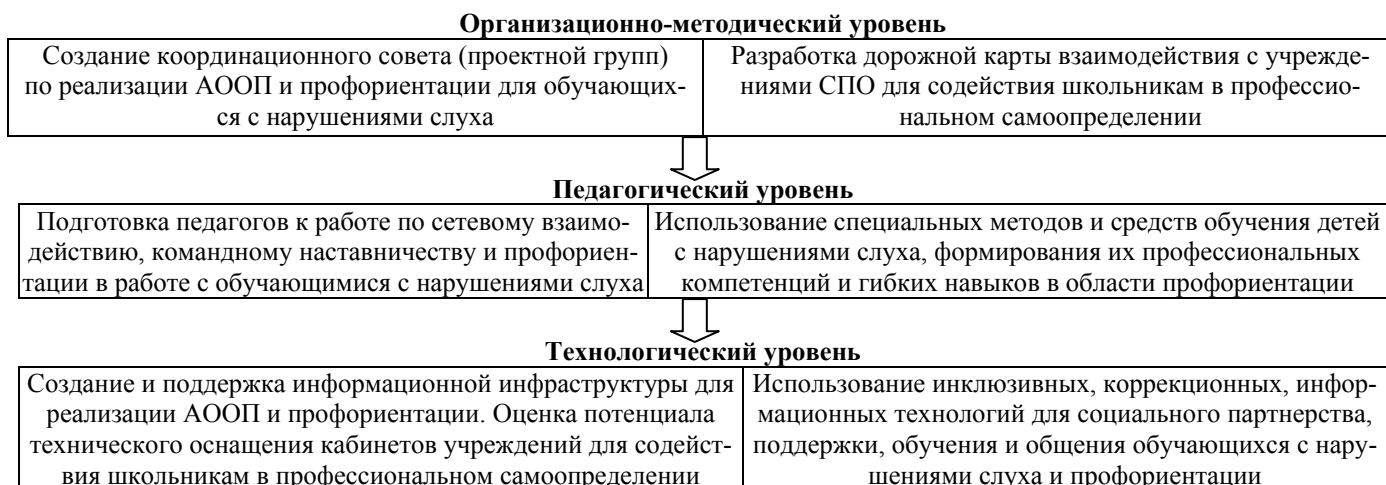 Организационно-методический уровень
Создание координационного совета (проектной групп)
по реализации АООП и профориентации для обучающих-
ся с нарушениями слуха
Разработка дорожной карты взаимодействия с учрежде-
ниями СПО для содействия школьникам в профессио-
нальном самоопределении
Педагогический уровень
Подготовка педагогов к работе по сетевому взаимо-
действию, командному наставничеству и профориен-
тации в работе с обучающимися с нарушениями слуха
Использование специальных методов и средств обучения детей
с нарушениями слуха, формирования их профессиональных
компетенций и гибких навыков в области профориентации
Технологический уровень
Создание и поддержка информационной инфраструктуры для
реализации АООП и профориентации. Оценка потенциала
технического оснащения кабинетов учреждений для содейст-
вия школьникам в профессиональном самоопределении
Использование инклюзивных, коррекционных, инфор-
мационных технологий для социального партнерства,
поддержки, обучения и общения обучающихся с нару-
шениями слуха и профориентации